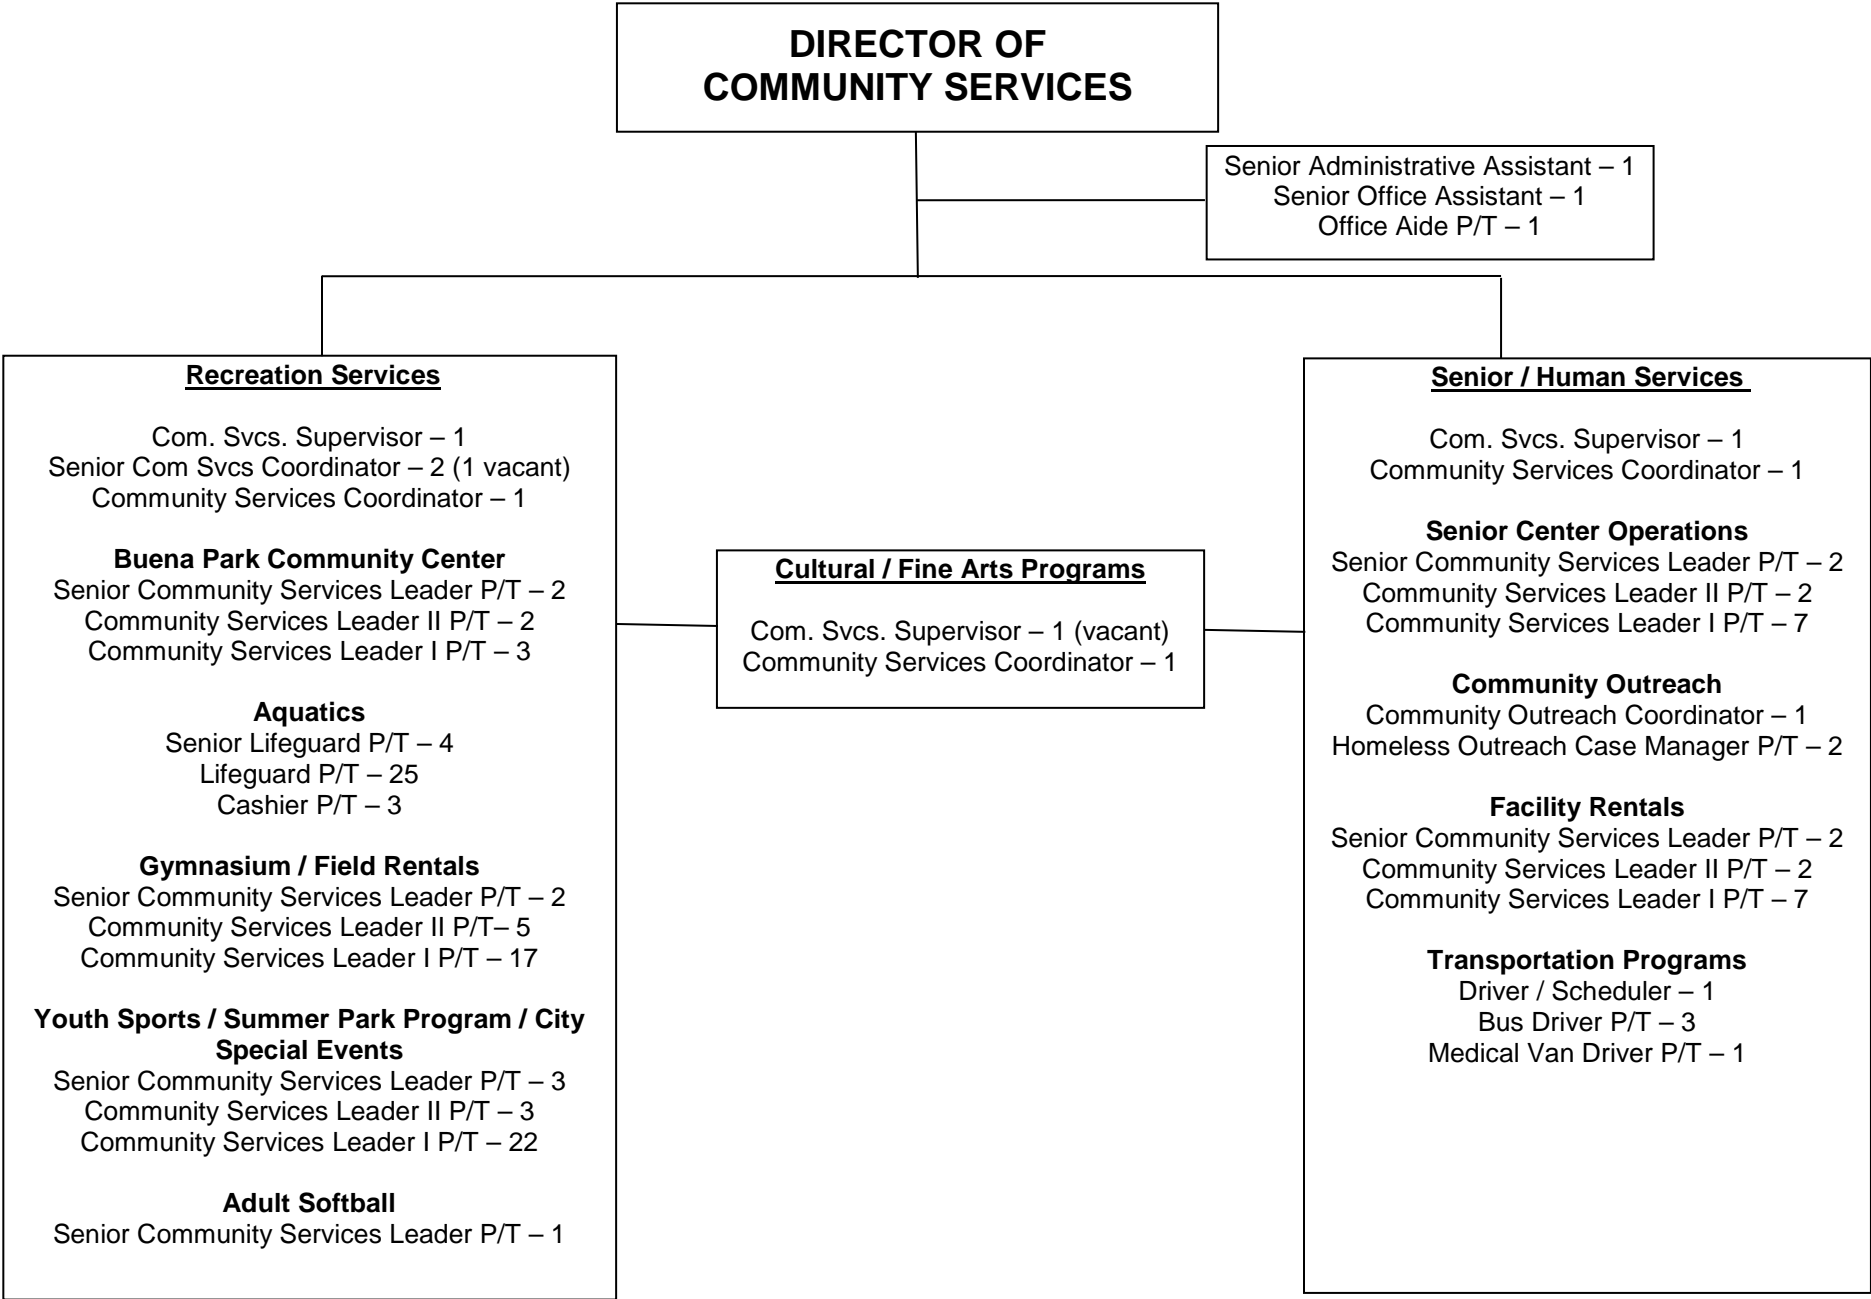 DIRECTOR OF
COMMUNITY SERVICES
Senior Administrative Assistant – 1
Senior Office Assistant – 1
Office Aide P/T – 1
Recreation Services
Com. Svcs. Supervisor – 1
Senior Com Svcs Coordinator – 2 (1 vacant)
Community Services Coordinator – 1
Buena Park Community Center
Senior Community Services Leader P/T – 2
Community Services Leader II P/T – 2
Community Services Leader I P/T – 3
Aquatics
Senior Lifeguard P/T – 4
Lifeguard P/T – 25
Cashier P/T – 3
Gymnasium / Field Rentals
Senior Community Services Leader P/T – 2
Community Services Leader II P/T– 5
Community Services Leader I P/T – 17
Youth Sports / Summer Park Program / City
Special Events
Senior Community Services Leader P/T – 3
Community Services Leader II P/T – 3
Community Services Leader I P/T – 22
Adult Softball
Senior Community Services Leader P/T – 1
Cultural / Fine Arts Programs
Com. Svcs. Supervisor – 1 (vacant)
Community Services Coordinator – 1
Senior / Human Services
Com. Svcs. Supervisor – 1
Community Services Coordinator – 1
Senior Center Operations
Senior Community Services Leader P/T – 2
Community Services Leader II P/T – 2
Community Services Leader I P/T – 7
Community Outreach
Community Outreach Coordinator – 1
Homeless Outreach Case Manager P/T – 2
Facility Rentals
Senior Community Services Leader P/T – 2
Community Services Leader II P/T – 2
Community Services Leader I P/T – 7
Transportation Programs
Driver / Scheduler – 1
Bus Driver P/T – 3
Medical Van Driver P/T – 1